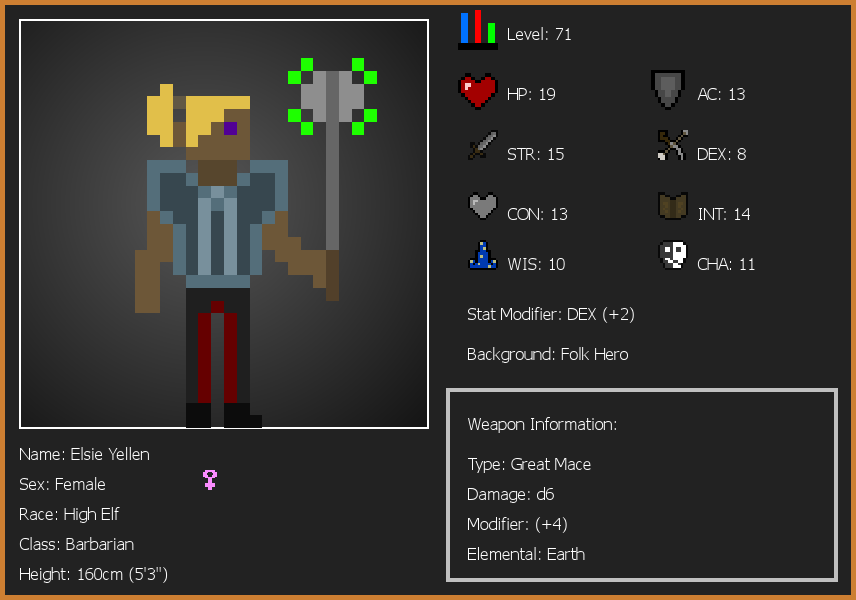 Level: 71
HP: 19
AC: 13
STR: 15
DEX: 8
CON: 13
INT: 14
WIS: 10
CHA: 11
Stat Modifier: DEX (+2)
Background: Folk Hero
Weapon Information:
Type: Great Mace
Damage: d6
Modifier: (+4)
Elemental: Earth
Name: Elsie Yellen
Sex: Female
Race: High Elf
Class: Barbarian
Height: 160cm (5'3")